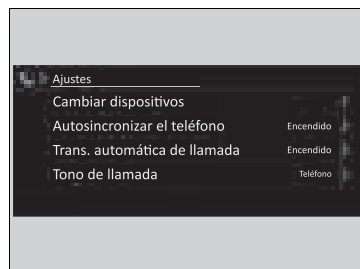 Ajustes
Cambiar dispositivos
Autosincronizar el teléfono Encendido
Trans. automática de llamada Encendido
Tono de llamada Teléfono